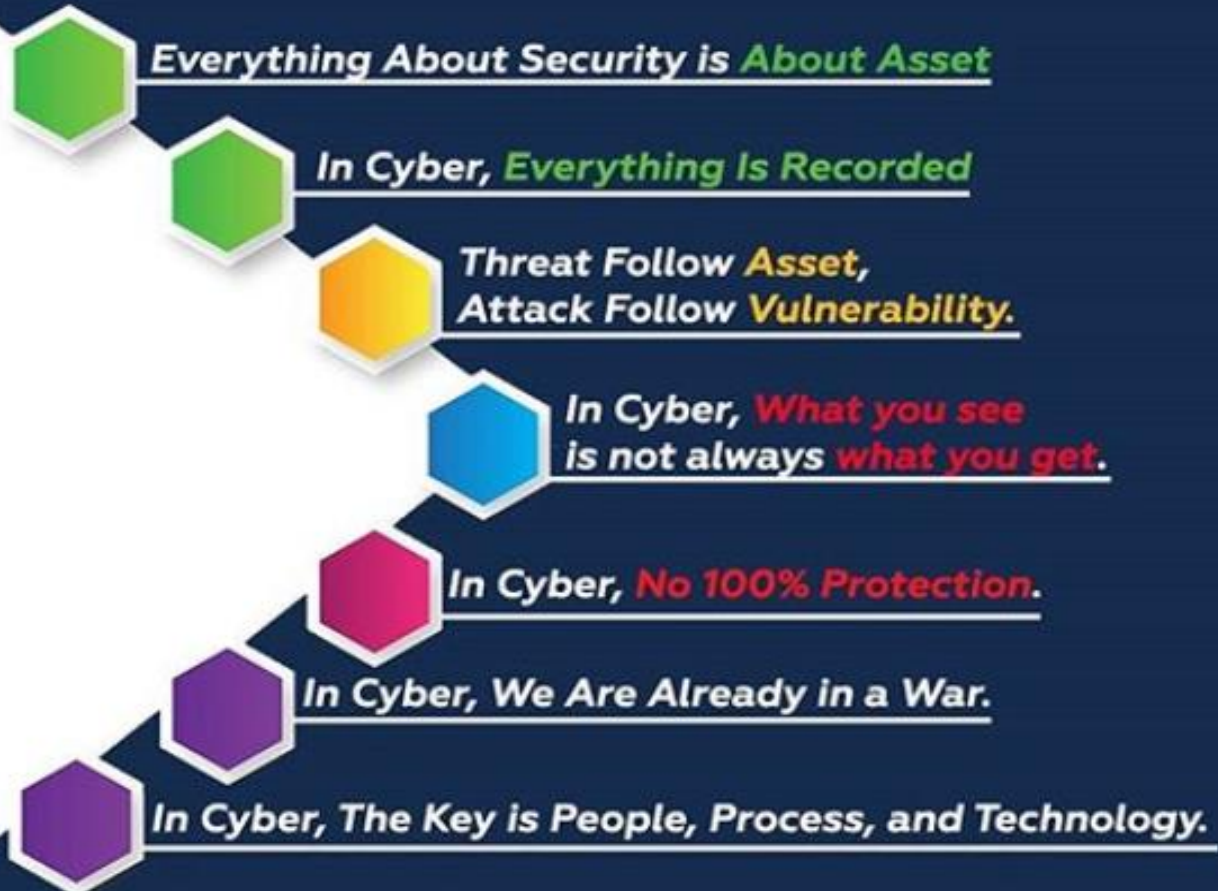 Everything About Security is About Asset
In Cyber, Everything Is Recorded
Threat Follow Asset,
Attack Follow Vulnerability.
In Cyber, What you see
is not always what you get.
In Cyber, No 100% Protection.
In Cyber, We Are Already in a War.
In Cyber, The Key is People, Process, and Technology.